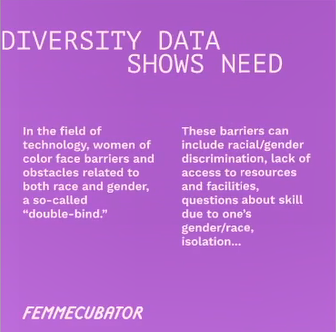 DIVERSITY DATA
SHOWS NEED
In the field of
technology, women of
color face barriers and
obstacles related to
both race and gender,
a so-called
“double-bind.”
These barriers can
include racial/gender
discrimination, lack of
access to resources
and facilities,
questions about skill
due to one’s
gender/race,
isolation...
FEMMECUBATOR